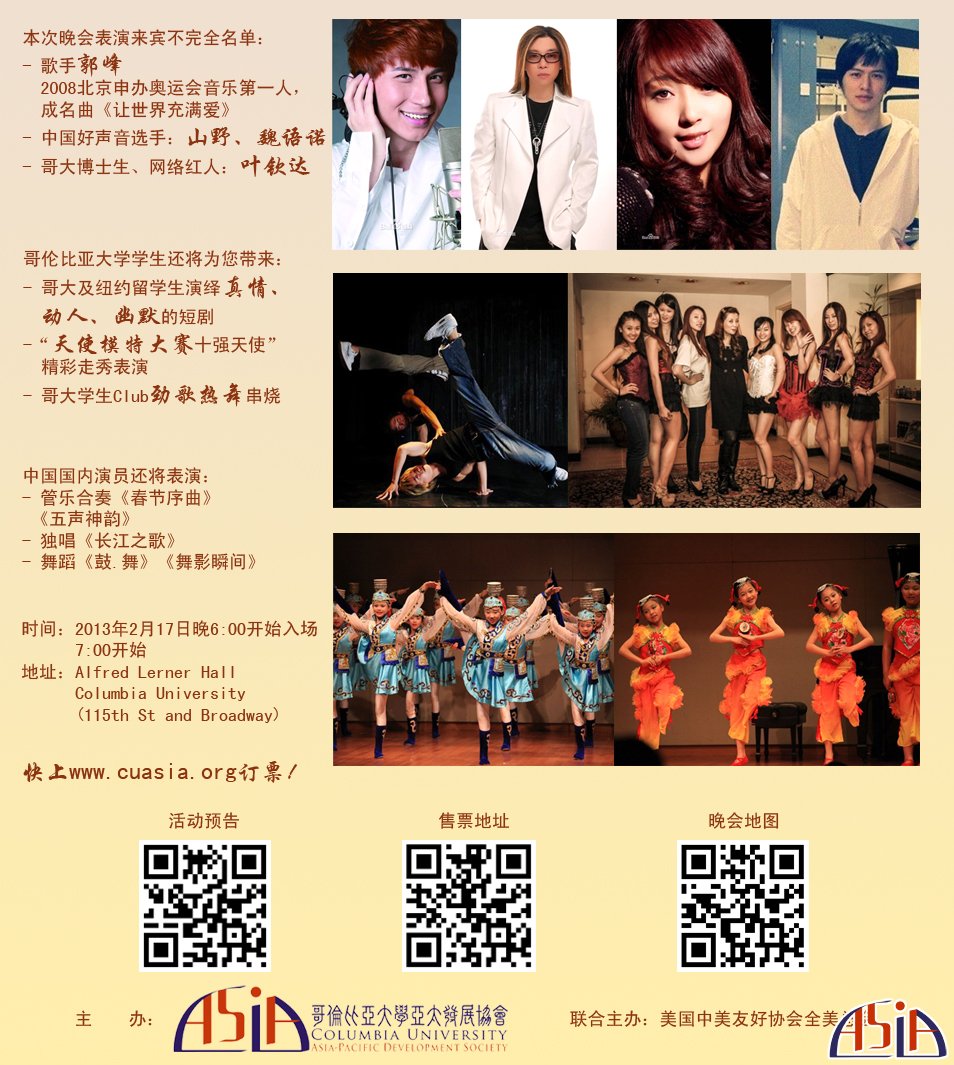 本次晚会表演来宾不完全名单：
- 歌手郭峰
2008北京申办奥运会音乐第一人，
成名曲《让世界充满爱》
- 中国好声音选手：山野、魏语诺
- 哥大博士生、网络红人：叶钦达
哥伦比亚大学学生还将为您带来：
- 哥大及纽约留学生演绎真情、
动人、幽默的短剧
-“天使模特大赛十强天使”
精彩走秀表演
- 哥大学生Club劲歌热舞串烧
中国国内演员还将表演：
- 管乐合奏《春节序曲》
《五声神韵》
- 独唱《长江之歌》
- 舞蹈《鼓.舞》《舞影瞬间》
时间：2013年2月17日晚6:00开始入场
7:00开始
地址：Alfred Lerner Hall
Columbia University
(115th St and Broadway)
快上www.cuasia.org订票！
活动预告
售票地址
晚会地图
主 办：
ASiA
哥倫比亞大學亞太發展協會
COLUMBIA UNIVERSITY
ASIA-PACIFIC DEVELOPMENT SOCIETY
联合主办：美国中美友好协会全美
ASiA